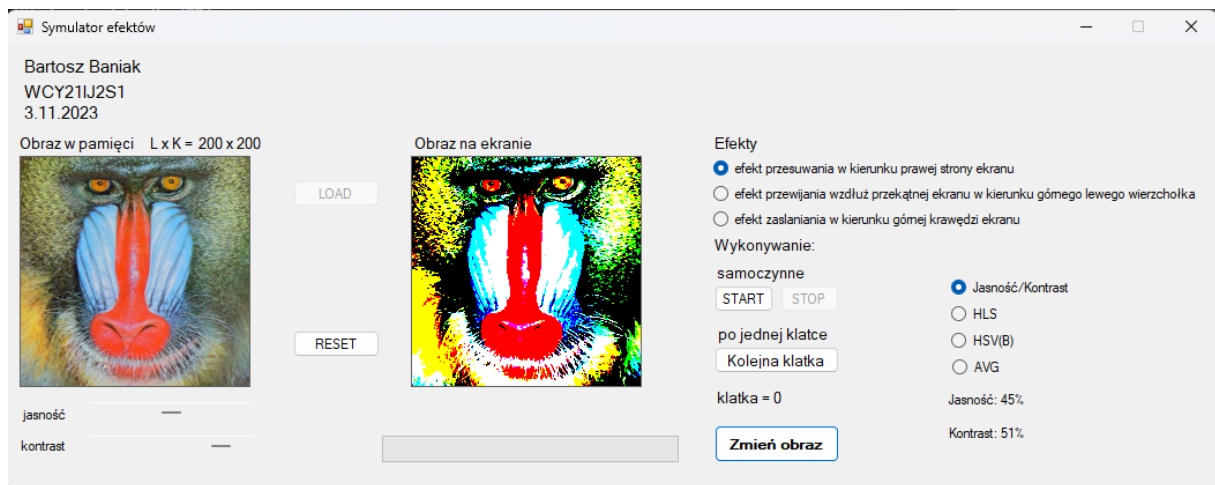 Symulator efektów
Bartosz Baniak
WCY21IJ2S1
3.11.2023
Obraz w pamięci L x K = 200 x 200
Obraz na ekranie
Efekty
LOAD
efekt przesuwania w kierunku prawej strony ekranu
efekt przewijania wzdłuż przekątnej ekranu w kierunku górnego lewego wierzchołka
efekt zaslaniania w kierunku górnej krawędzi ekranu
Wykonywanie:
samoczynne
START STOP
po jednej klatce
Kolejna klatka
RESET
Jasność/Kontrast
HLS
HSV(B)
AVG
klatka = 0
Jasność: 45%
jasność
kontrast
Zmień obraz
Kontrast: 51%